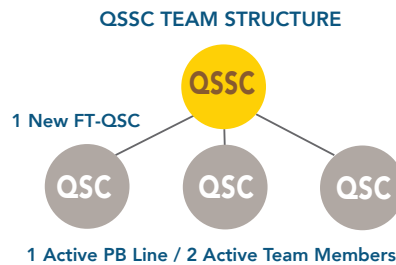 QSSC TEAM STRUCTURE
QSSC
1 New FT-QSC
QSC QSC QSC
1 Active PB Line / 2 Active Team Members